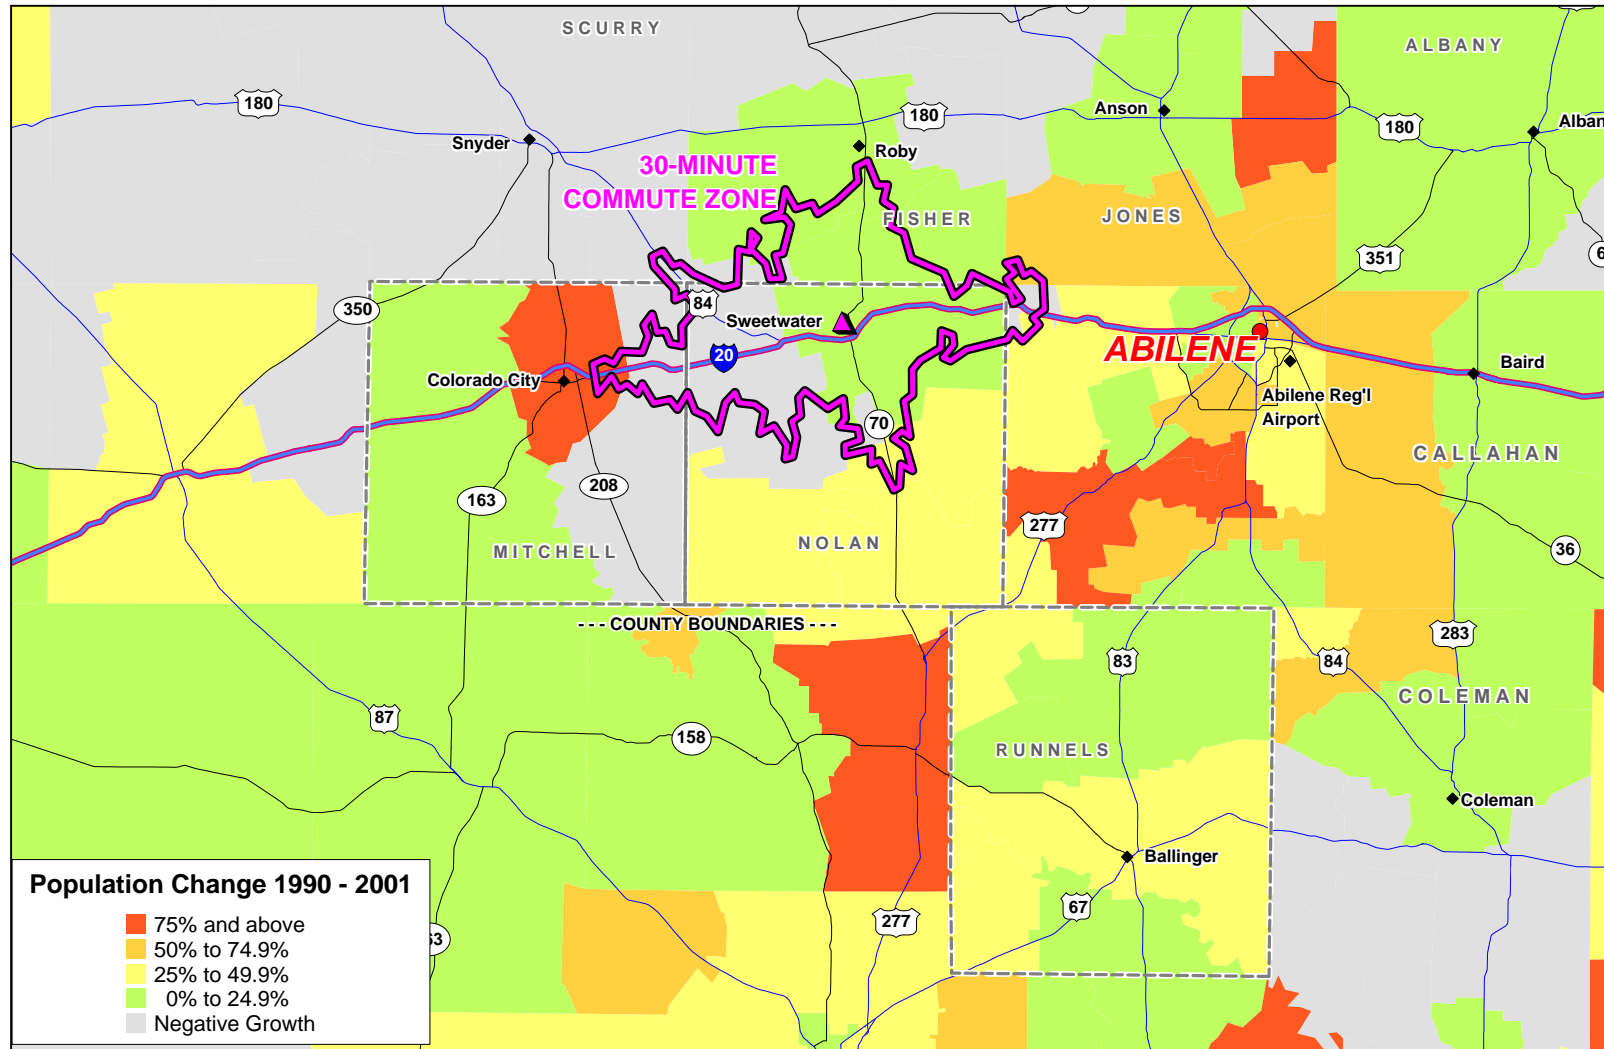 SCURRY
ALBANY
180
180
Anson
180
Alban
Snyder
Roby
30-MINUTE
COMMUTE ZONE
FISHER
JONES
351
6
350
84
Sweetwater
20
ABILENE
Baird
Colorado City
Abilene Reg'l
Airport
70
CALLAHAN
163
208
277
MITCHELL
NOLAN
36
--- COUNTY BOUNDARIES ---
283
83
84
COLEMAN
87
158
RUNNELS
Coleman
Ballinger
67
277
63
Population Change 1990 - 2001
75% and above
50% to 74.9%
25% to 49.9%
0% to 24.9%
Negative Growth